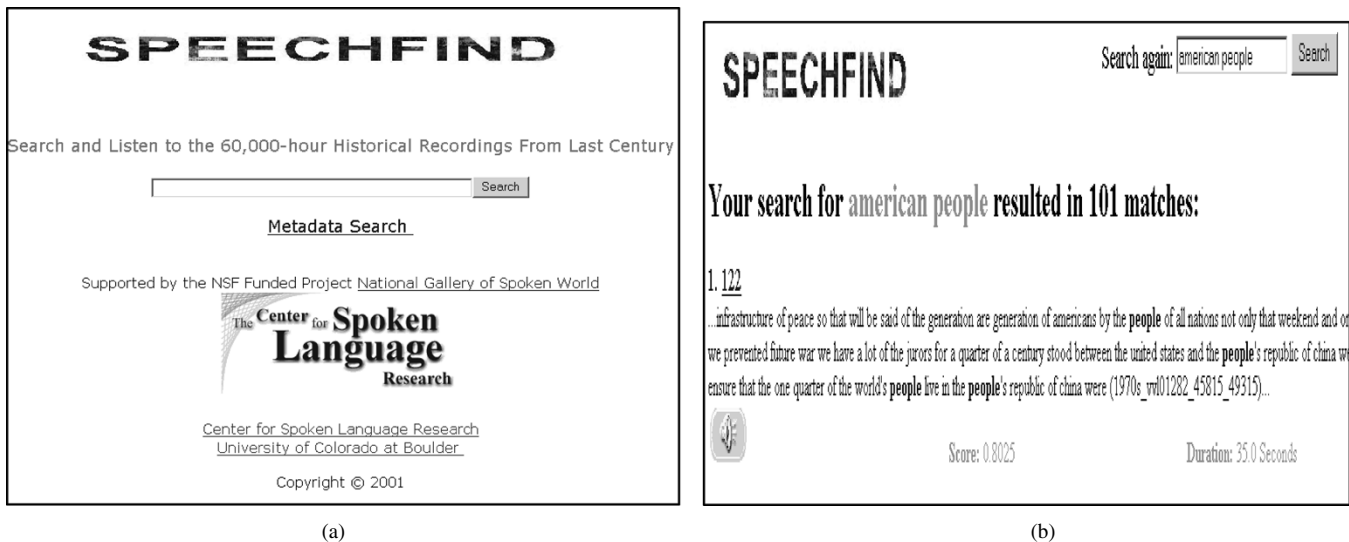 SPEECHFIND
Search and Listen to the 60,000-hour Historical Recordings From Last Century
Search
Metadata Search
Supported by the NSF Funded Project National Gallery of Spoken World
The Center for Spoken
Language
Research
Center for Spoken Language Research
University of Colorado at Boulder
Copyright © 2001
(a)
SPEECHFIND
Search again: american people Search
Your search for american people resulted in 101 matches:
1. 122
...infrastructure of peace so that will be said of the generation are generation of americans by the people of all nations not only that weekend and or
we prevented future war we have a lot of the jurors for a quarter of a century stood between the united states and the people's republic of china we
ensure that the one quarter of the world's people live in the people's republic of china were (1970s_vvl01282_45815_49315)...
Score: 0.8025 Duration: 35.0 Seconds
(b)